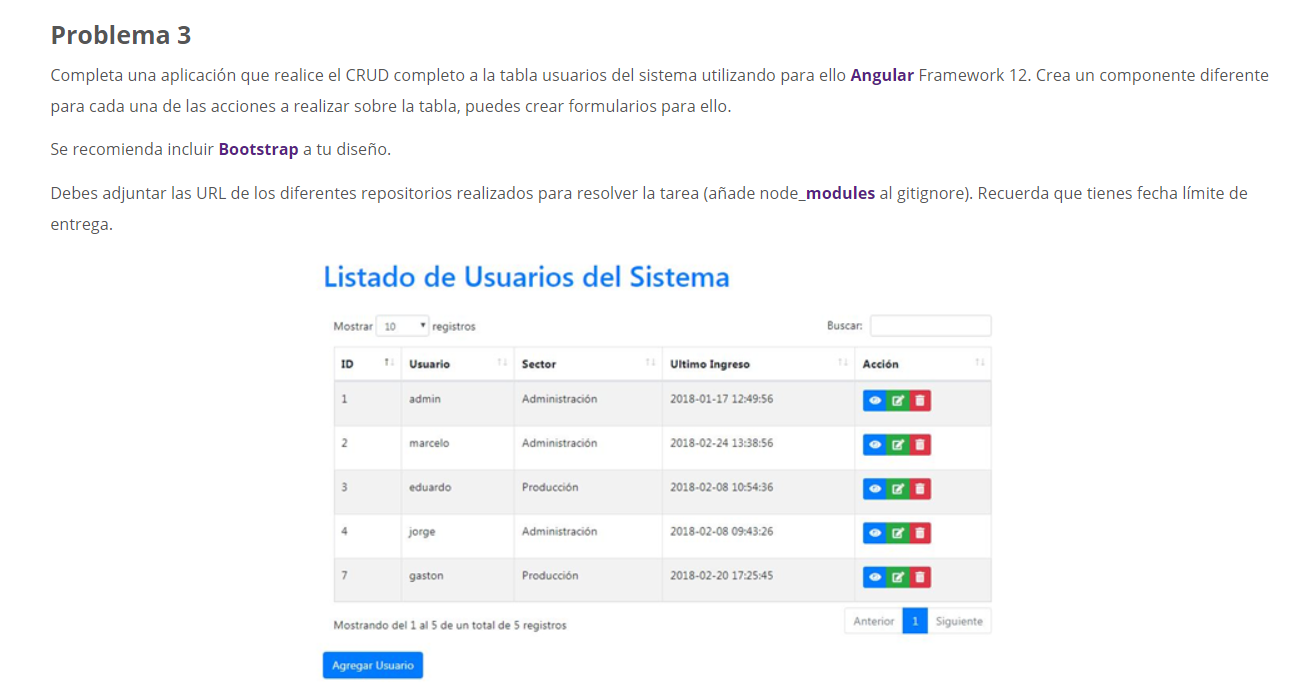 Problema 3
Completa una aplicación que realice el CRUD completo a la tabla usuarios del sistema utilizando para ello Angular Framework 12. Crea un componente diferente
para cada una de las acciones a realizar sobre la tabla, puedes crear formularios para ello.
Se recomienda incluir Bootstrap a tu diseño.
Debes adjuntar las URL de los diferentes repositorios realizados para resolver la tarea (añade node_modules al gitignore). Recuerda que tienes fecha límite de
entrega.
Listado de Usuarios del Sistema
Mostrar 10 registros Buscar:
ID Usuario Sector Ultimo Ingreso Acción
1 admin Administración 2018-01-17 12:49:56
2 marcelo Administración 2018-02-24 13:38:56
3 eduardo Producción 2018-02-08 10:54:36
4 jorge Administración 2018-02-08 09:43:26
7 gaston Producción 2018-02-20 17:25:45
Mostrando del 1 al 5 de un total de 5 registros Anterior 1 Siguiente
Agregar Usuario